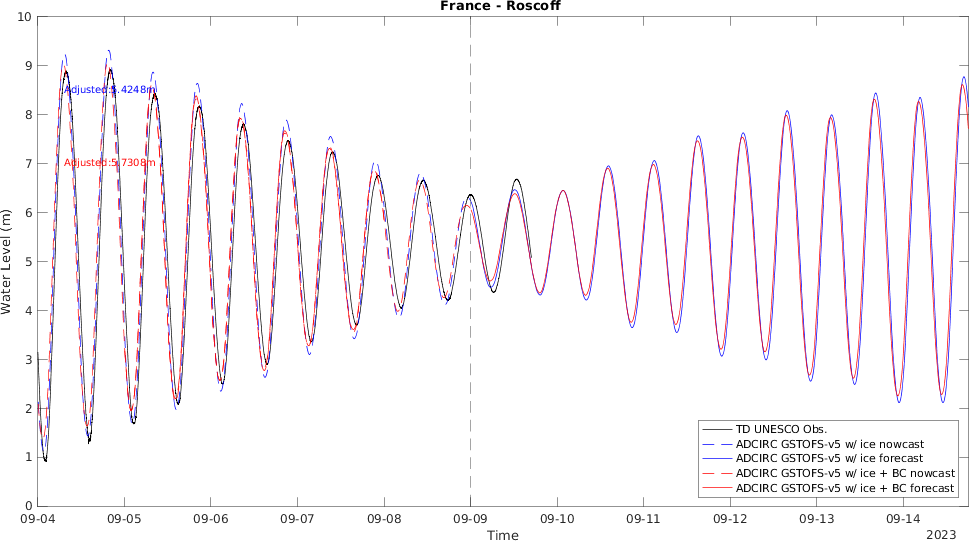 France - Roscoff
10
9
8
7
6
5
4
3
2
1
0
Water Level (m)
Adjusted:5.4248m
Adjusted:5.7308m
TD UNESCO Obs.
ADCIRC GSTOFS-v5 w/ ice nowcast
ADCIRC GSTOFS-v5 w/ ice forecast
ADCIRC GSTOFS-v5 w/ ice + BC nowcast
ADCIRC GSTOFS-v5 w/ ice + BC forecast
09-04 09-05 09-06 09-07 09-08 09-09 09-10 09-11 09-12 09-13 09-14
Time
2023